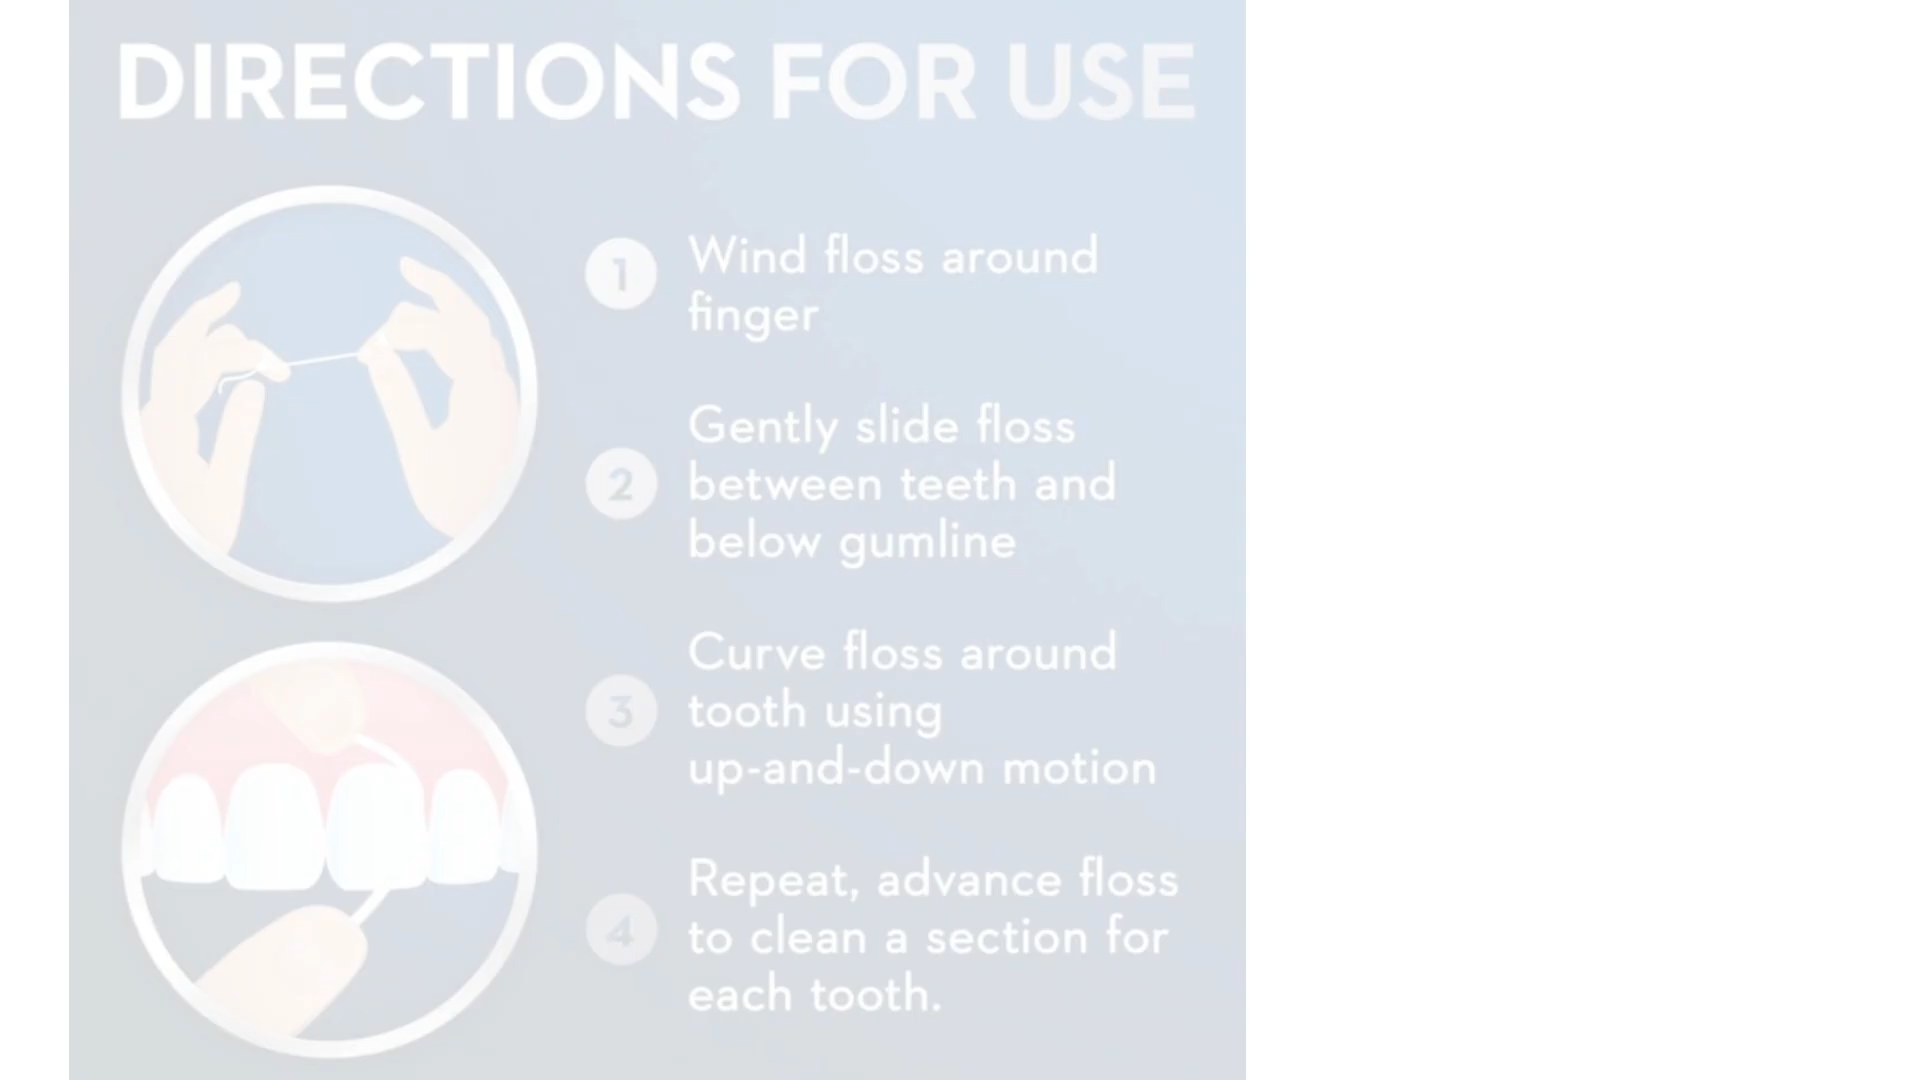 DIRECTIONS FOR USE
1
Wind floss around
finger
2
Gently slide floss
between teeth and
below gumline
3
Curve floss around
tooth using
up-and-down motion
4
Repeat, advance floss
to clean a section for
each tooth.